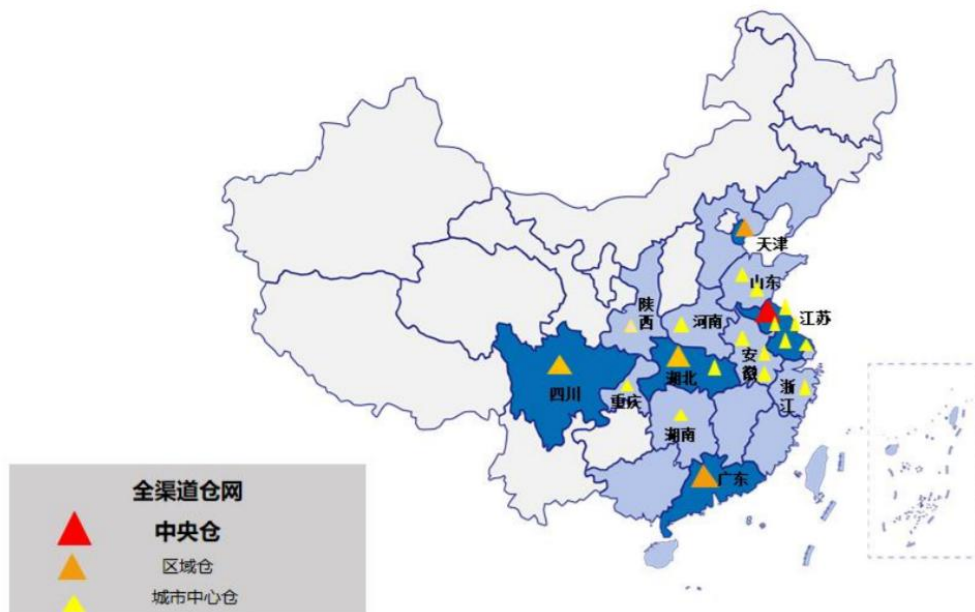 天津
山东
陕
西
河南
江苏
安
徽
四川
湖北
重庆
浙
江
湖南
广东
全渠道仓网
中央仓
区域仓
城市中心仓